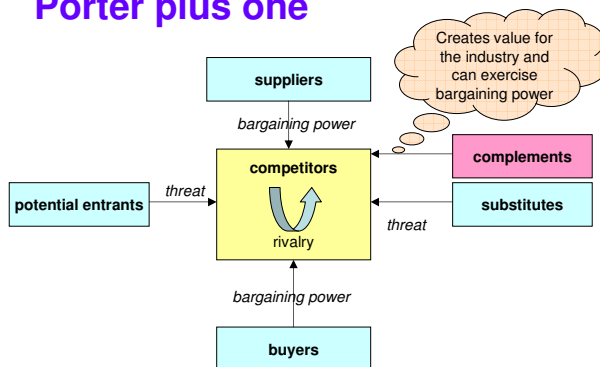 Porter plus one
Creates value for
the industry and
can exercise
bargaining power
suppliers
bargaining power
competitors
complements
potential entrants
threat
substitutes
rivalry
threat
bargaining power
buyers